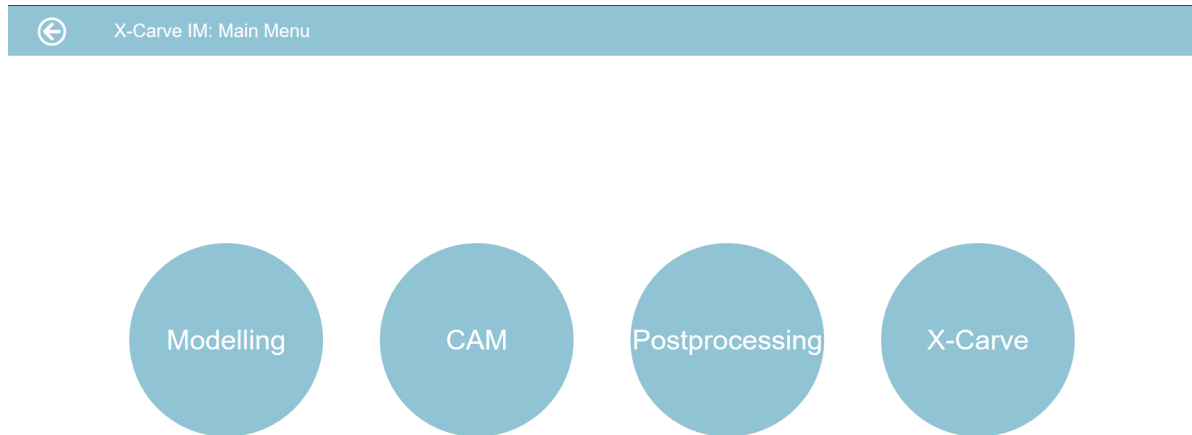 X-Carve IM: Main Menu
Modelling
CAM
Postprocessing
X-Carve